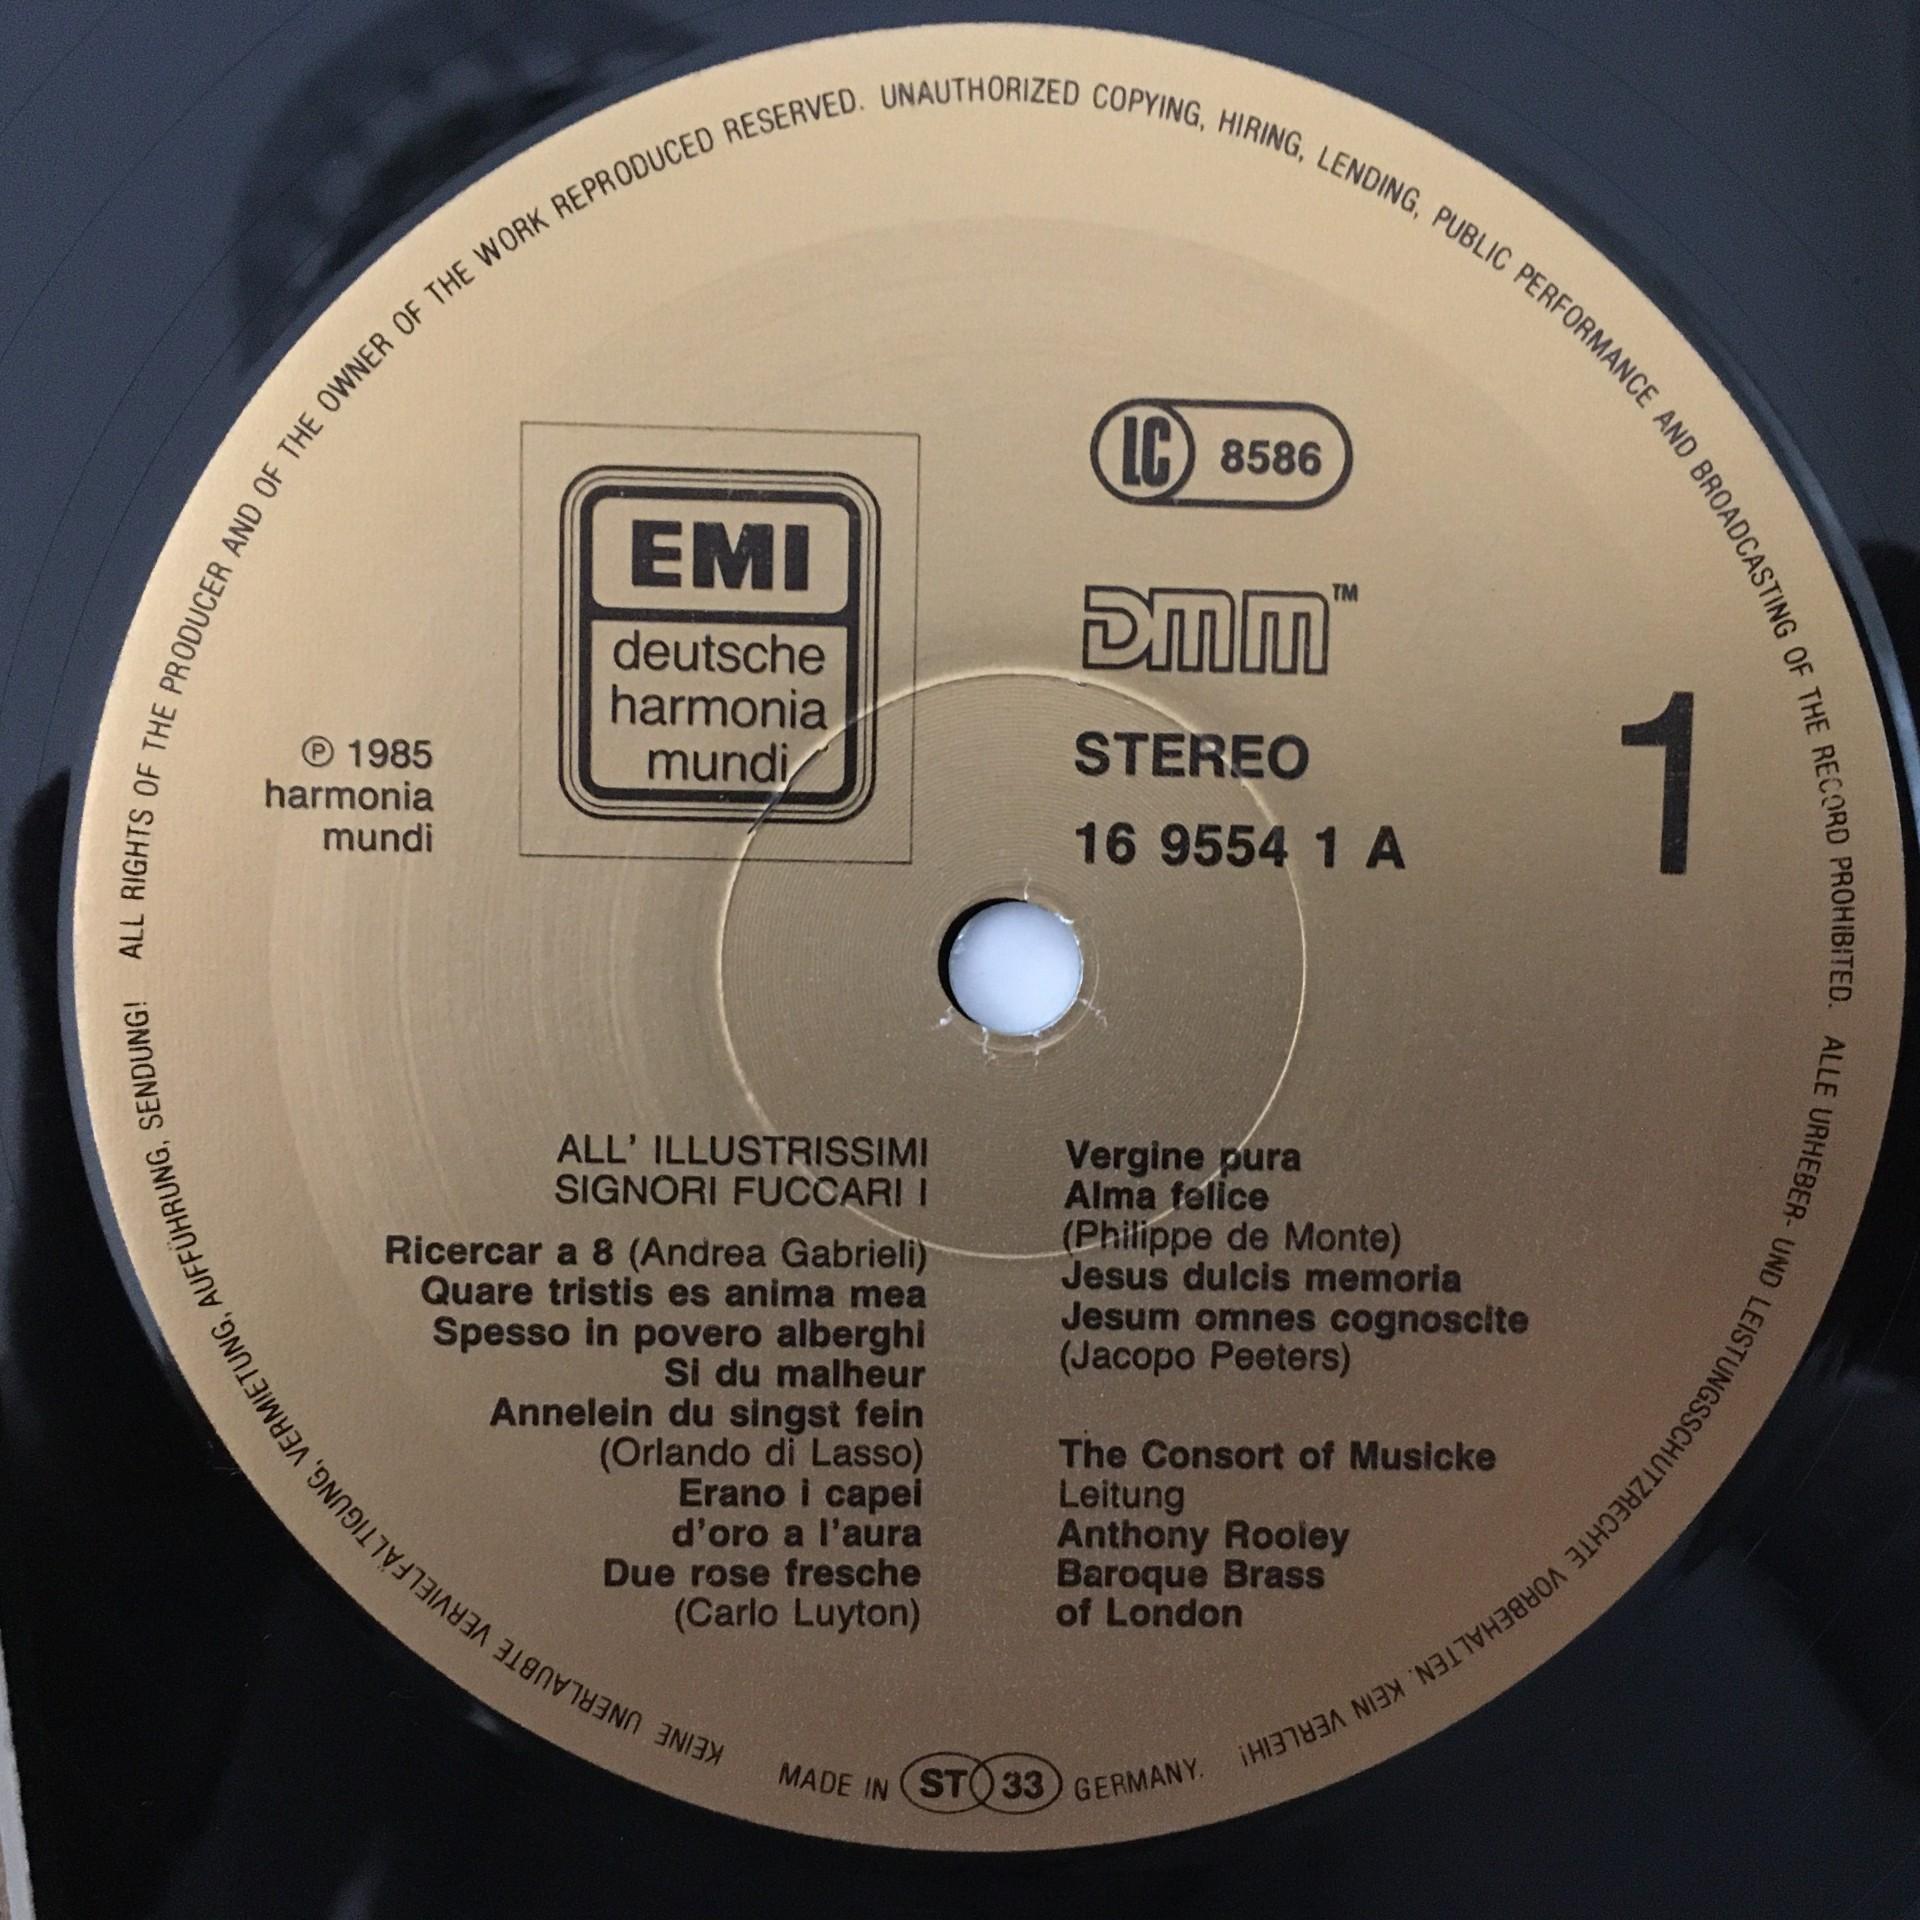 ALL RIGHTS OF THE PRODUCER AND OF THE OWNER OF THE WORK REPRODUCED RESERVED. UNAUTHORIZED COPYING, HIRING, LENDING, PUBLIC PERFORMANCE AND BROADCASTING OF THE RECORD PROHIBITED. ALLE URHEBER- UND LEISTUNGSSCHUTZRECHTE VORBEHALTEN. KEIN VERLEIH! KEINE UNERLAUBTE VERVIELFÄLTIGUNG, VERMIETUNG, AUFFÜHRUNG, SENDUNG!
LC 8586
EMI
deutsche
harmonia
mundi
DMM™
STEREO
16 9554 1 A
1
℗ 1985
harmonia
mundi
ALL' ILLUSTRISSIMI
SIGNORI FUCCARI I
Ricercar a 8 (Andrea Gabrieli)
Quare tristis es anima mea
Spesso in povero alberghi
Si du malheur
Annelein du singst fein
(Orlando di Lasso)
Erano i capei
d'oro a l'aura
Due rose fresche
(Carlo Luyton)
Vergine pura
Alma felice
(Philippe de Monte)
Jesus dulcis memoria
Jesum omnes cognoscite
(Jacopo Peeters)
The Consort of Musicke
Leitung
Anthony Rooley
Baroque Brass
of London
MADE IN ST 33 GERMANY.